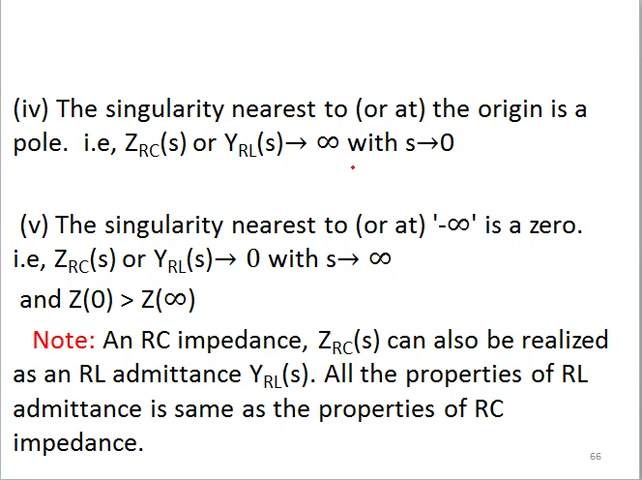 (iv) The singularity nearest to (or at) the origin is a
pole. i.e, ZRC(s) or YRL(s)→ ∞ with s→0
(v) The singularity nearest to (or at) '-∞' is a zero.
i.e, ZRC(s) or YRL(s)→ 0 with s→ ∞
and Z(0) > Z(∞)
Note: An RC impedance, ZRC(s) can also be realized
as an RL admittance YRL(s). All the properties of RL
admittance is same as the properties of RC
impedance.
66